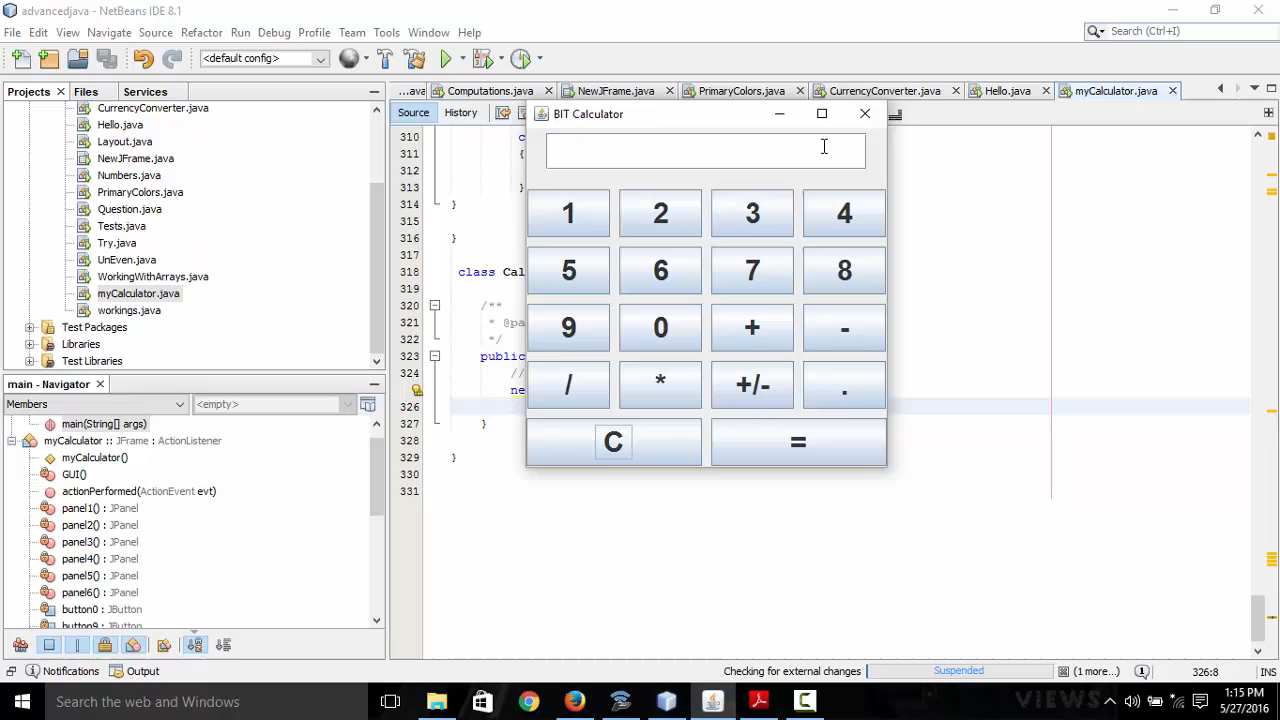 advancedjava - NetBeans IDE 8.1
File Edit View Navigate Source Refactor Run Debug Profile Team Tools Window Help
Search (Ctrl+I)
<default config>
Projects Files Services
...ava Computations.java NewJFrame.java PrimaryColors.java CurrencyConverter.java Hello.java myCalculator.java
Source History
CurrencyConverter.java
Hello.java
Layout.java
NewJFrame.java
Numbers.java
PrimaryColors.java
Question.java
Tests.java
Try.java
UnEven.java
WorkingWithArrays.java
myCalculator.java
workings.java
Test Packages
Libraries
Test Libraries
main - Navigator
Members <empty>
main(String[] args)
myCalculator :: JFrame : ActionListener
myCalculator()
GUI()
actionPerformed(ActionEvent evt)
panel1() : JPanel
panel2() : JPanel
panel3() : JPanel
panel4() : JPanel
panel5() : JPanel
panel6() : JPanel
button0 : JButton
button9 : JButton
310 c
311 {
312
313 }
314 }
315
316 }
317
318 class Cal
319
320 /**
321 * @pa
322 */
323 public
324 //
ne
326
327 }
328
329 }
330
331
BIT Calculator
1 2 3 4
5 6 7 8
9 0 + -
/ * +/- .
C =
Notifications Output
Checking for external changes Suspended (1 more...) 1 326:8 INS
Search the web and Windows
VIEWS
1:15 PM
5/27/2016